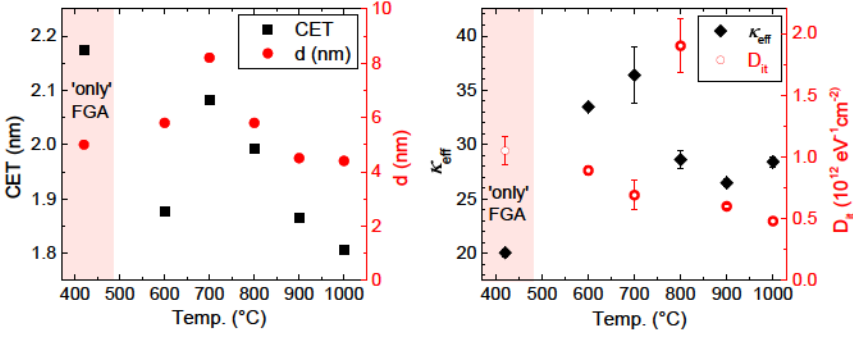 CET
d (nm)
'only'
FGA
2.2
2.1
2.0
1.9
1.8
CET (nm)
10
8
6
4
2
0
d (nm)
400 500 600 700 800 900 1000
Temp. (°C)
κeff
Dit
'only'
FGA
40
35
30
25
20
κeff
2.0
1.5
1.0
0.5
0.0
Dit (10¹² eV⁻¹cm⁻²)
400 500 600 700 800 900 1000
Temp. (°C)